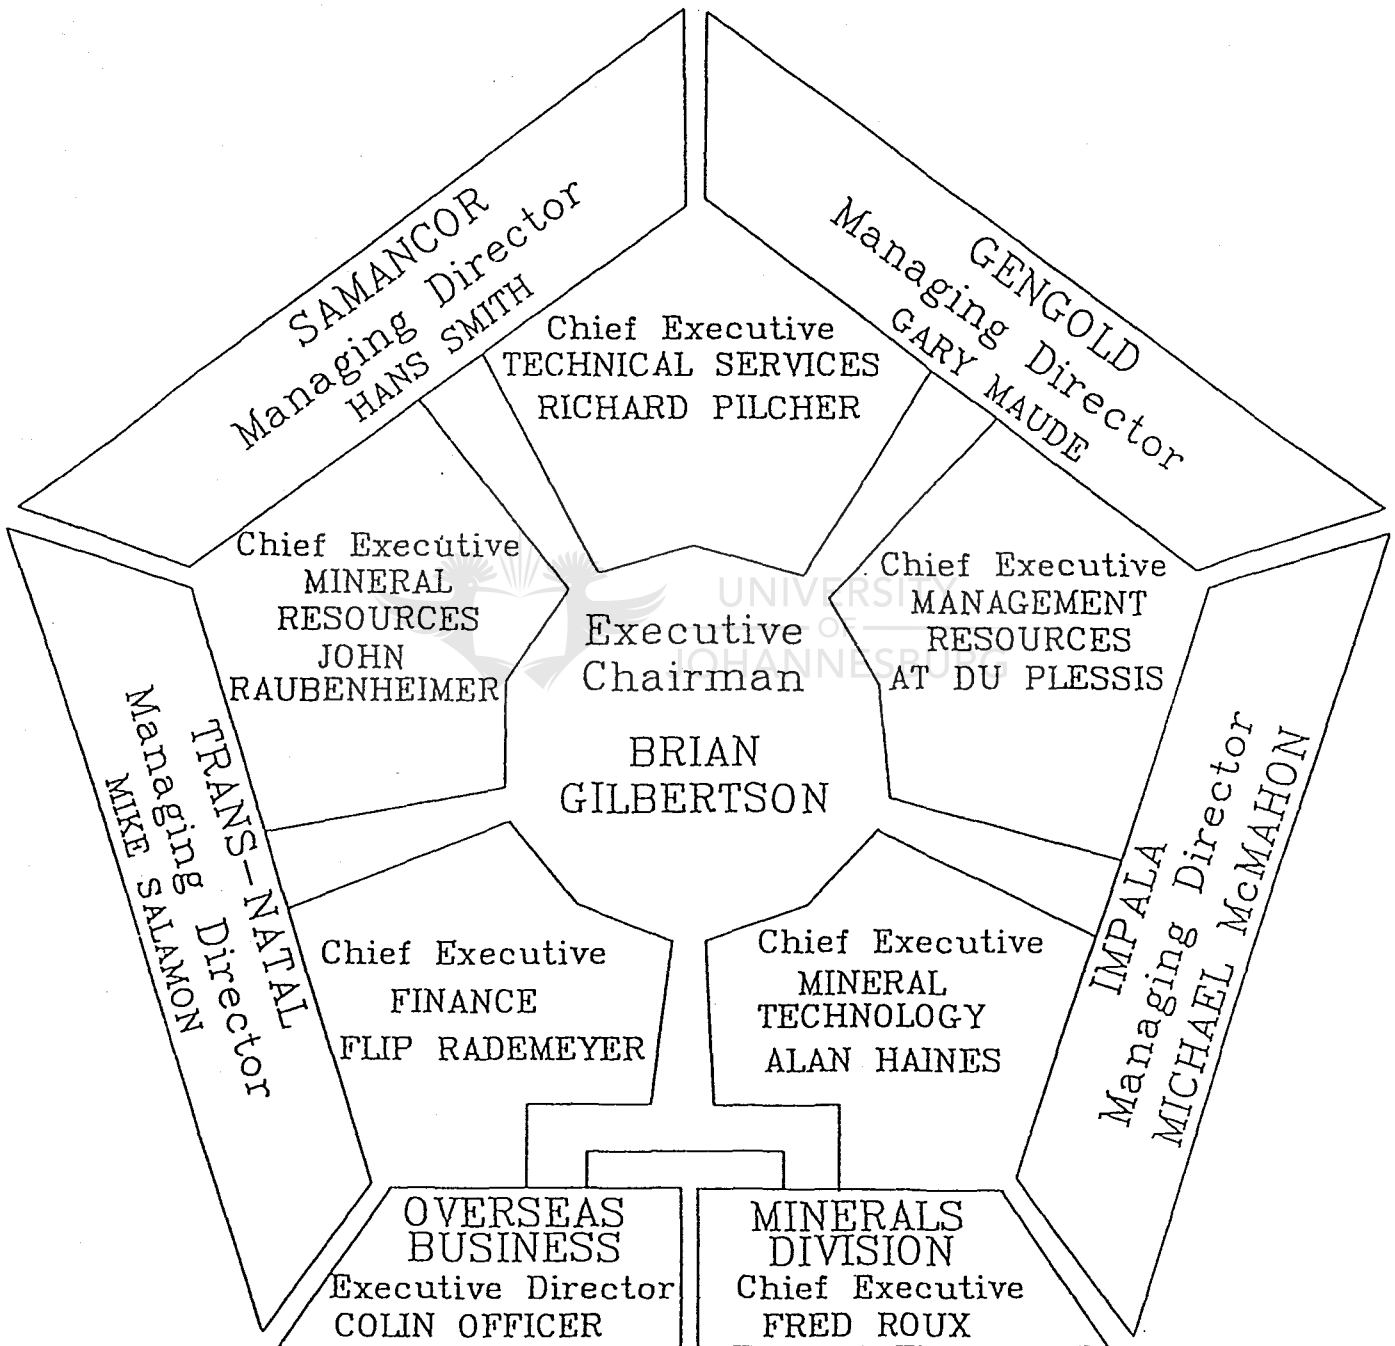 SAMANCOR
Managing Director
HANS SMITH
GENGOLD
Managing Director
GARY MAUDE
Chief Executive
TECHNICAL SERVICES
RICHARD PILCHER
Chief Executive
MINERAL
RESOURCES
JOHN
RAUBENHEIMER
UNIVERSITY
OF
JOHANNESBURG
Executive
Chairman
BRIAN
GILBERTSON
Chief Executive
MANAGEMENT
RESOURCES
AT DU PLESSIS
TRANS-NATAL
Managing Director
MIKE SALAMON
IMPALA
Managing Director
MICHAEL McMAHON
Chief Executive
FINANCE
FLIP RADEMEYER
Chief Executive
MINERAL
TECHNOLOGY
ALAN HAINES
OVERSEAS
BUSINESS
Executive Director
COLIN OFFICER
MINERALS
DIVISION
Chief Executive
FRED ROUX